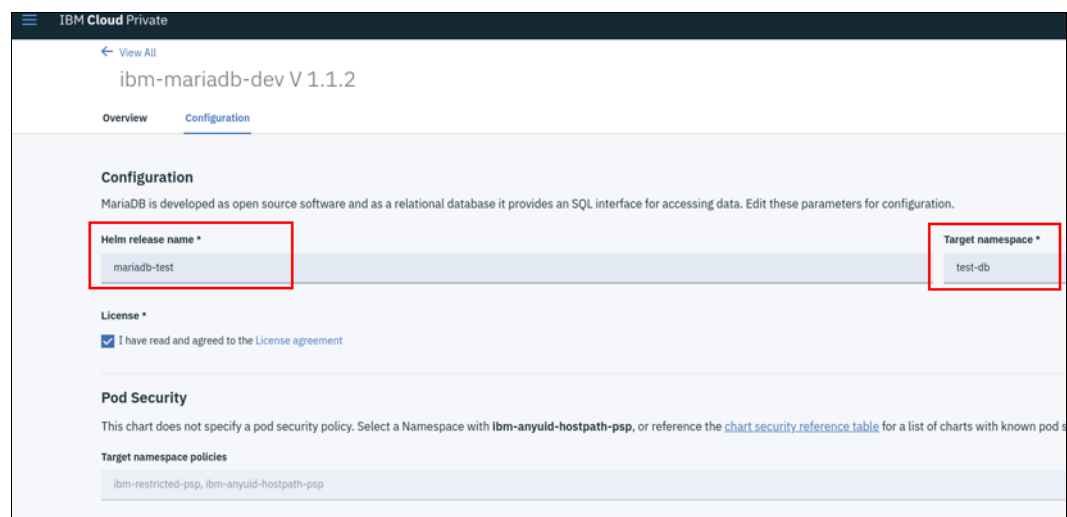 IBM Cloud Private
← View All
ibm-mariadb-dev V 1.1.2
Overview Configuration
Configuration
MariaDB is developed as open source software and as a relational database it provides an SQL interface for accessing data. Edit these parameters for configuration.
Helm release name * Target namespace *
mariadb-test test-db
License *
I have read and agreed to the License agreement
Pod Security
This chart does not specify a pod security policy. Select a Namespace with ibm-anyuid-hostpath-psp, or reference the chart security reference table for a list of charts with known pod s
Target namespace policies
ibm-restricted-psp, ibm-anyuid-hostpath-psp